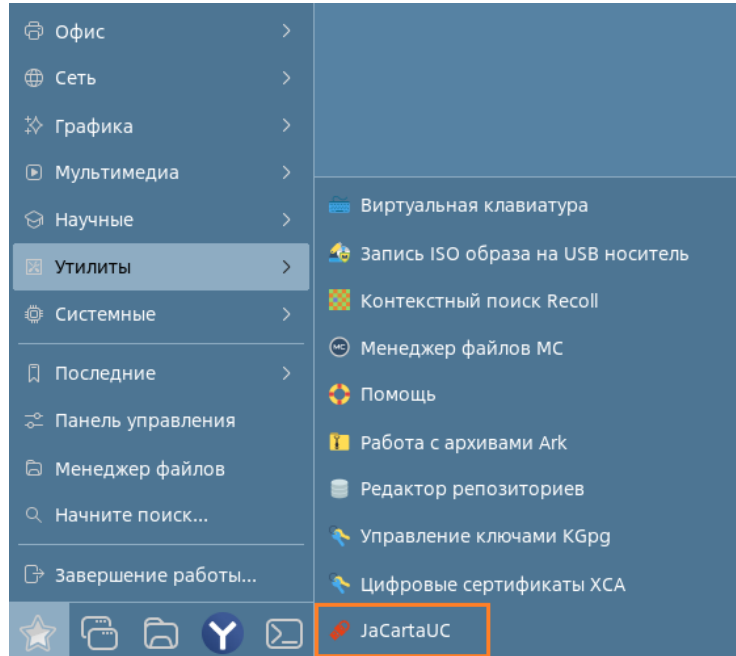 Офис
Сеть
Графика
Мультимедиа
Научные
Утилиты
Системные
Последние
Панель управления
Менеджер файлов
Начните поиск...
Завершение работы...
Виртуальная клавиатура
Запись ISO образа на USB носитель
Контекстный поиск Recoll
Менеджер файлов MC
Помощь
Работа с архивами Ark
Редактор репозиториев
Управление ключами KGpg
Цифровые сертификаты XCA
JaCartaUC